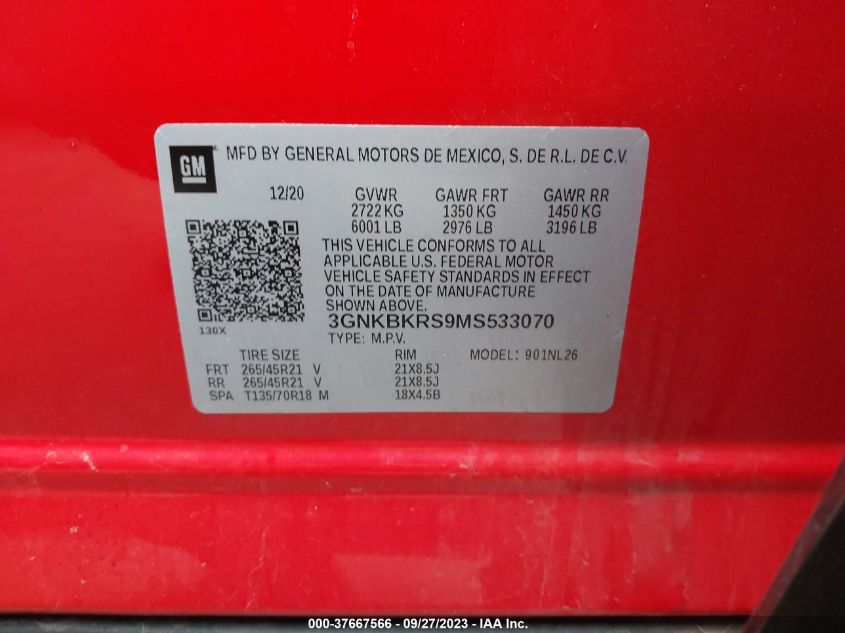 GM MFD BY GENERAL MOTORS DE MEXICO, S. DE R.L. DE C.V.
12/20 GVWR GAWR FRT GAWR RR
2722 KG 1350 KG 1450 KG
6001 LB 2976 LB 3196 LB
THIS VEHICLE CONFORMS TO ALL
APPLICABLE U.S. FEDERAL MOTOR
VEHICLE SAFETY STANDARDS IN EFFECT
ON THE DATE OF MANUFACTURE
SHOWN ABOVE.
3GNKBKRS9MS533070
130X
TYPE: M.P.V.
TIRE SIZE RIM MODEL: 901NL26
FRT 265/45R21 V 21X8.5J
RR 265/45R21 V 21X8.5J
SPA T135/70R18 M 18X4.5B
000-37667566 - 09/27/2023 - IAA Inc.